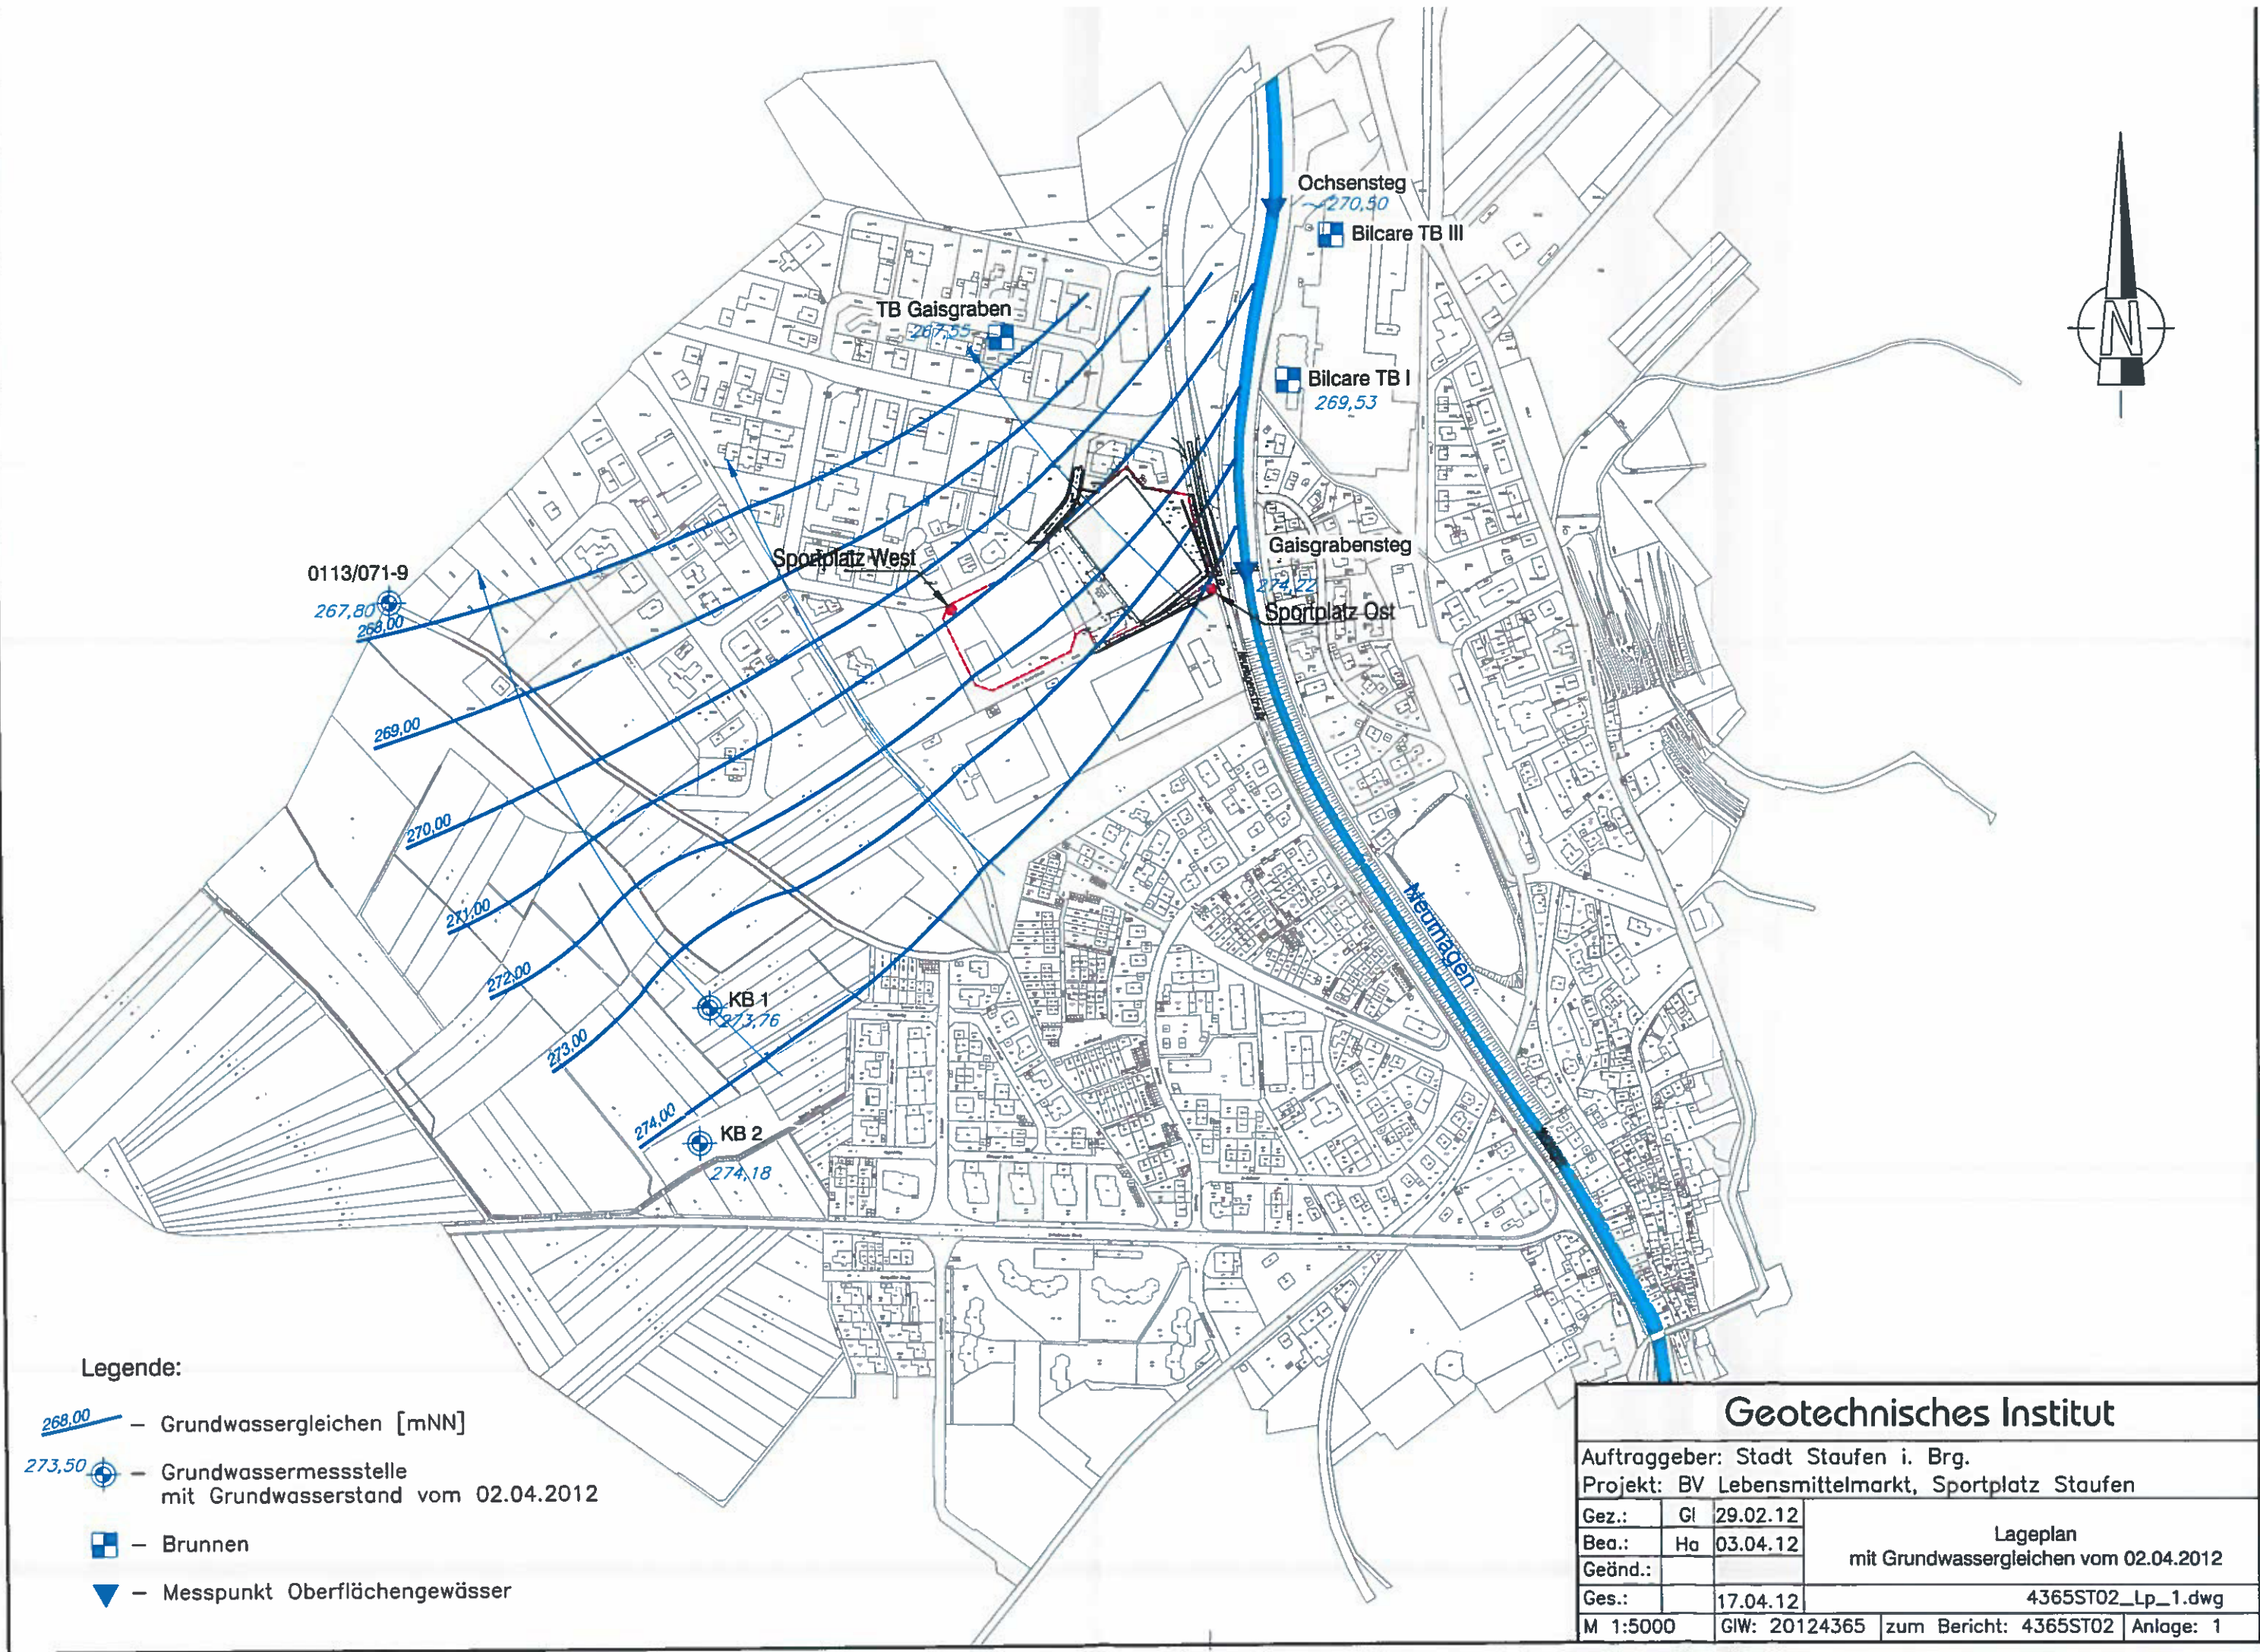 Ochsensteg
~270,50
Bilcare TB III
TB Gaisgraben
267,55
Bilcare TB I
269,53
N
Gaisgrabensteg
274,22
Sportplatz West
Sportplatz Ost
0113/071-9
267,80
268,00
269,00
270,00
271,00
272,00
273,00
274,00
Neumagen
KB 1
273,76
KB 2
274,18
Legende:
268,00 – Grundwassergleichen [mNN]
273,50 – Grundwassermessstelle
mit Grundwasserstand vom 02.04.2012
– Brunnen
– Messpunkt Oberflächengewässer
Geotechnisches Institut
Auftraggeber: Stadt Staufen i. Brg.
Projekt: BV Lebensmittelmarkt, Sportplatz Staufen
Gez.: Gl 29.02.12
Bea.: Ha 03.04.12
Geänd.:
Lageplan
mit Grundwassergleichen vom 02.04.2012
Ges.: 17.04.12 4365ST02_Lp_1.dwg
M 1:5000 GIW: 20124365 zum Bericht: 4365ST02 Anlage: 1